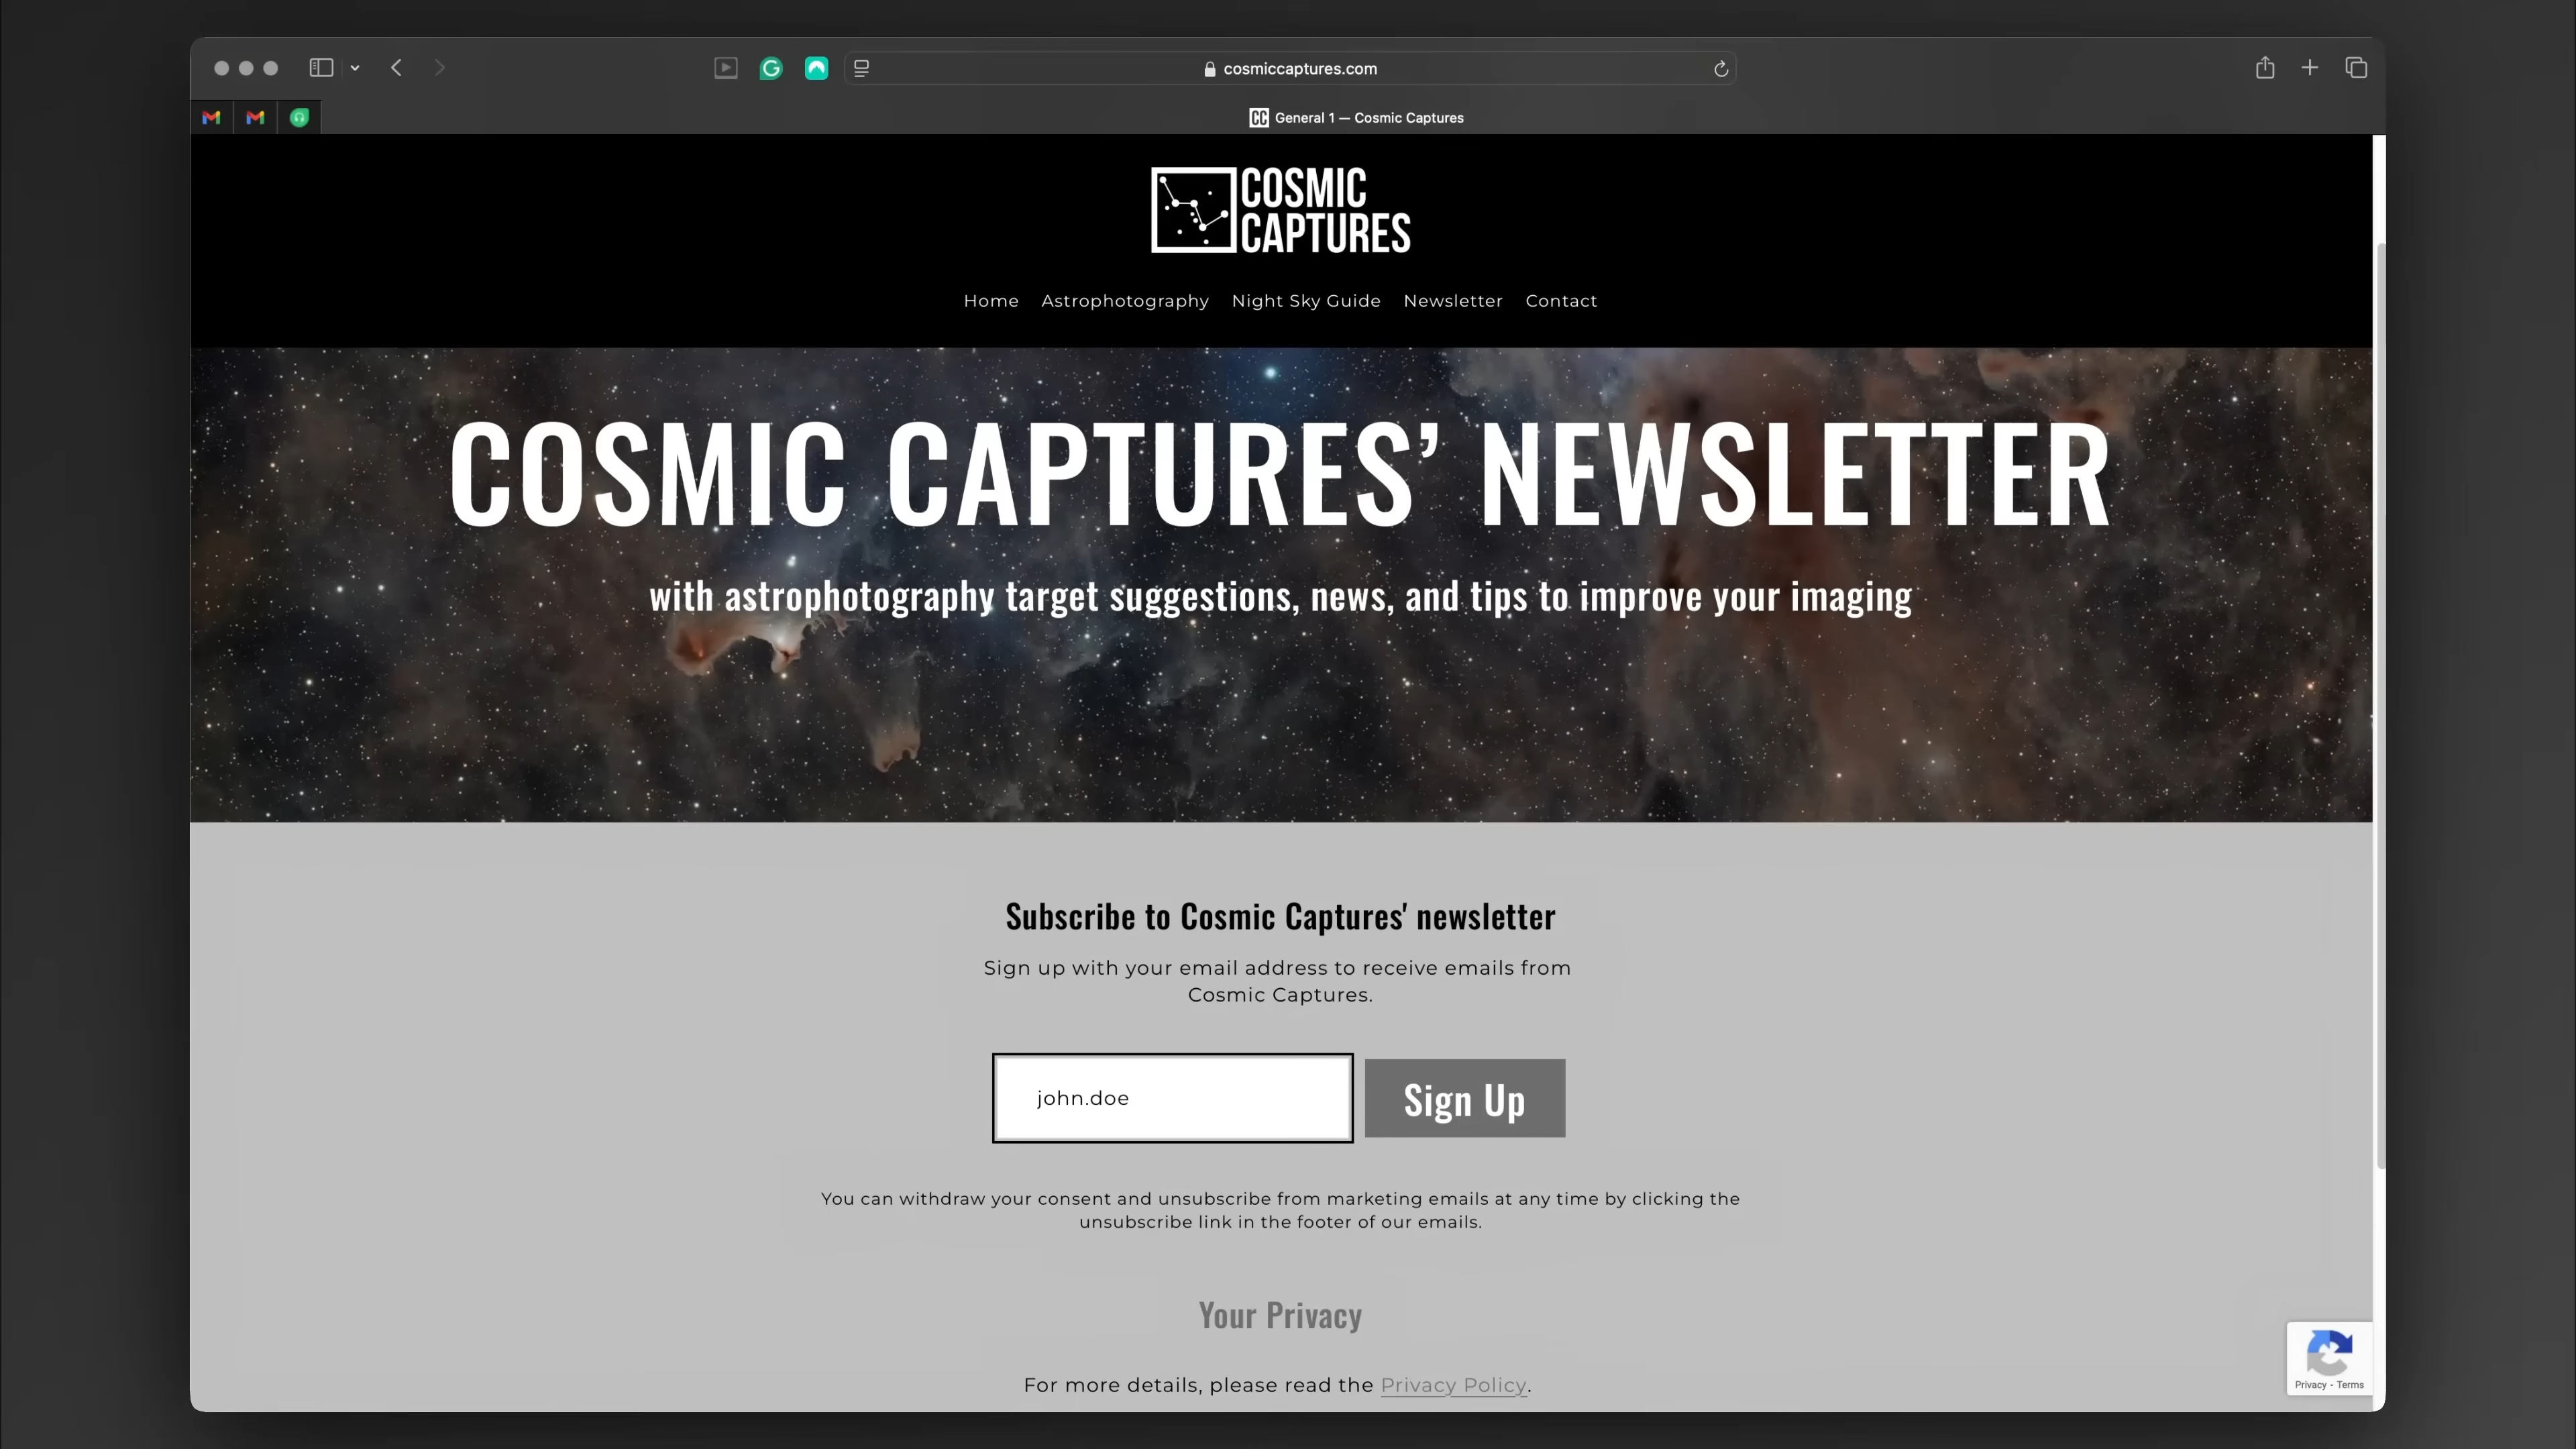 cosmiccaptures.com
General 1 — Cosmic Captures
COSMIC
CAPTURES
Home Astrophotography Night Sky Guide Newsletter Contact
COSMIC CAPTURES’ NEWSLETTER
with astrophotography target suggestions, news, and tips to improve your imaging
Subscribe to Cosmic Captures' newsletter
Sign up with your email address to receive emails from
Cosmic Captures.
john.doe
Sign Up
You can withdraw your consent and unsubscribe from marketing emails at any time by clicking the
unsubscribe link in the footer of our emails.
Your Privacy
For more details, please read the Privacy Policy.
Privacy - Terms